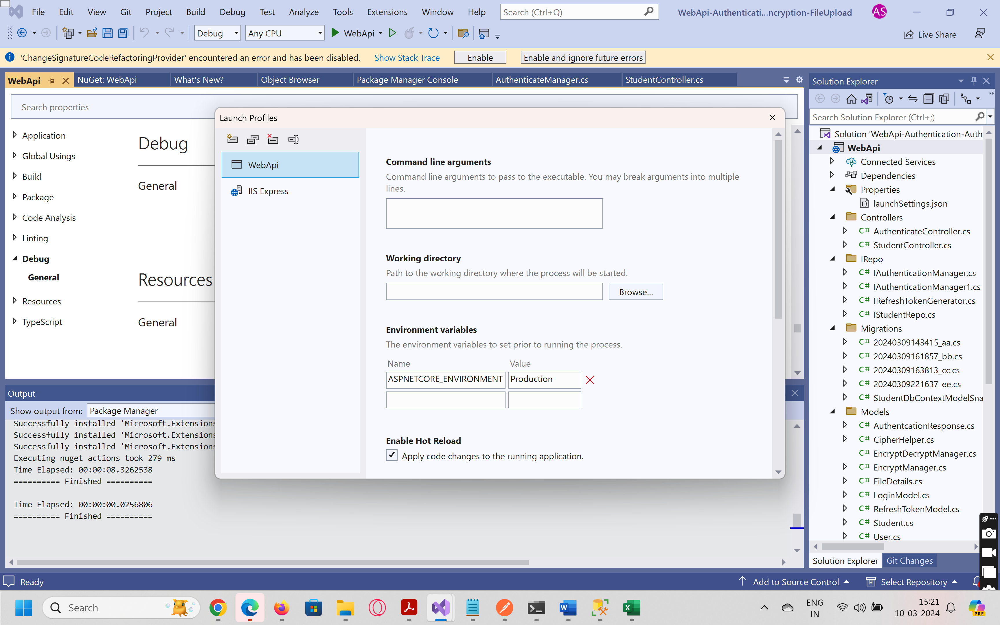 File Edit View Git Project Build Debug Test Analyze Tools Extensions Window Help Search (Ctrl+Q) WebApi-Authenticati...ncryption-FileUpload AS
Debug Any CPU WebApi Live Share
'ChangeSignatureCodeRefactoringProvider' encountered an error and has been disabled. Show Stack Trace Enable Enable and ignore future errors
WebApi NuGet: WebApi What's New? Object Browser Package Manager Console AuthenticateManager.cs StudentController.cs
Search properties
Application
Global Usings
Build
Package
Code Analysis
Linting
Debug
General
Resources
TypeScript
Debug
General
Resources
General
Launch Profiles
WebApi
IIS Express
Command line arguments
Command line arguments to pass to the executable. You may break arguments into multiple
lines.
Working directory
Path to the working directory where the process will be started.
Browse...
Environment variables
The environment variables to set prior to running the process.
Name Value
ASPNETCORE_ENVIRONMENT Production
Enable Hot Reload
Apply code changes to the running application.
Output
Show output from: Package Manager
Successfully installed 'Microsoft.Extensions
Successfully installed 'Microsoft.Extensions
Successfully installed 'Microsoft.Extensions
Executing nuget actions took 279 ms
Time Elapsed: 00:00:08.3262538
========== Finished ==========
Time Elapsed: 00:00:00.0256806
========== Finished ==========
Solution Explorer
Search Solution Explorer (Ctrl+;)
Solution 'WebApi-Authentication-Auth
WebApi
Connected Services
Dependencies
Properties
launchSettings.json
Controllers
C# AuthenticateController.cs
C# StudentController.cs
IRepo
C# IAuthenticationManager.cs
C# IAuthenticationManager1.cs
C# IRefreshTokenGenerator.cs
C# IStudentRepo.cs
Migrations
C# 20240309143415_aa.cs
C# 20240309161857_bb.cs
C# 20240309163813_cc.cs
C# 20240309221637_ee.cs
C# StudentDbContextModelSna
Models
C# AuthentcationResponse.cs
C# CipherHelper.cs
C# EncryptDecryptManager.cs
C# EncryptManager.cs
C# FileDetails.cs
C# LoginModel.cs
C# RefreshTokenModel.cs
C# Student.cs
C# User.cs
Solution Explorer Git Changes
Ready Add to Source Control Select Repository
Search ENG
IN 15:21
10-03-2024 PRE